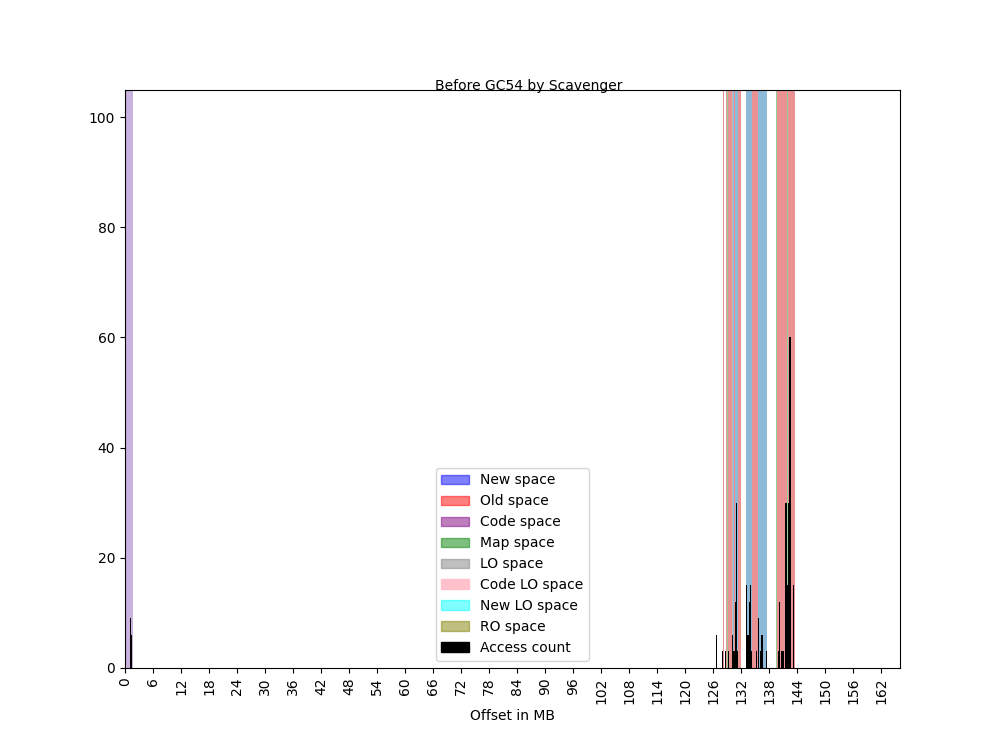 Before GC54 by Scavenger
100
80
60
40
20
0
New space
Old space
Code space
Map space
LO space
Code LO space
New LO space
RO space
Access count
0 6 12 18 24 30 36 42 48 54 60 66 72 78 84 90 96 102 108 114 120 126 132 138 144 150 156 162
Offset in MB